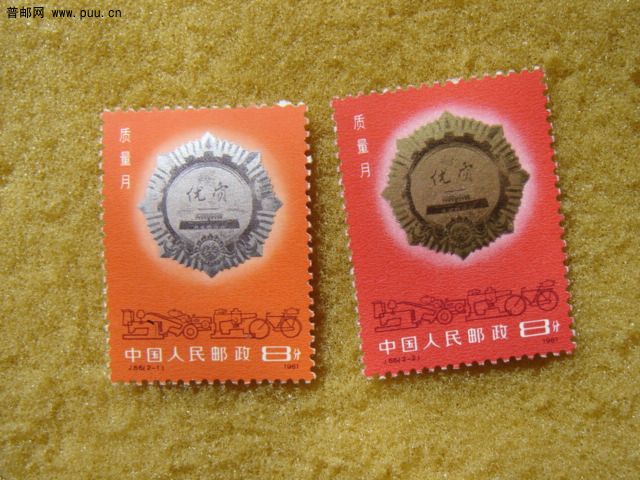 普邮网 www.puu.cn
质量月
优质
中国人民邮政 8分
J.66(2-1) 1981
质量月
优质
中国人民邮政 8分
J.66(2-2) 1981